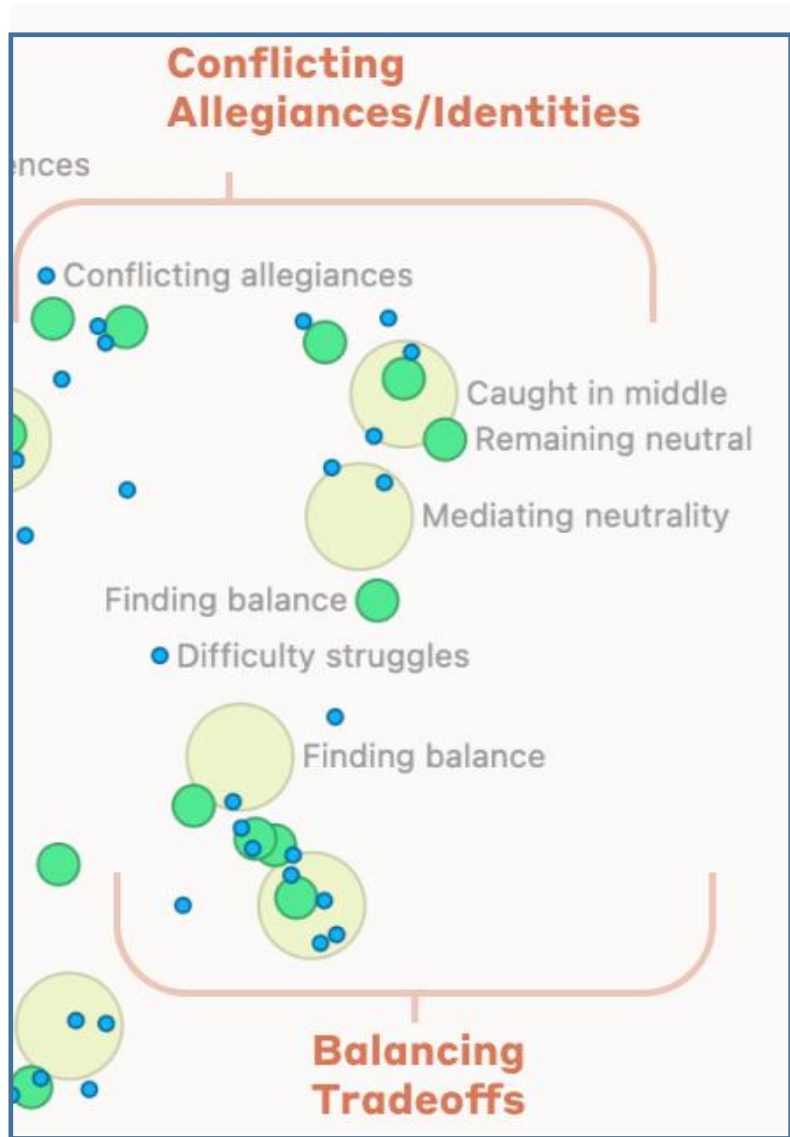 Conflicting
Allegiances/Identities
ences
Conflicting allegiances
Caught in middle
Remaining neutral
Mediating neutrality
Finding balance
Difficulty struggles
Finding balance
Balancing
Tradeoffs